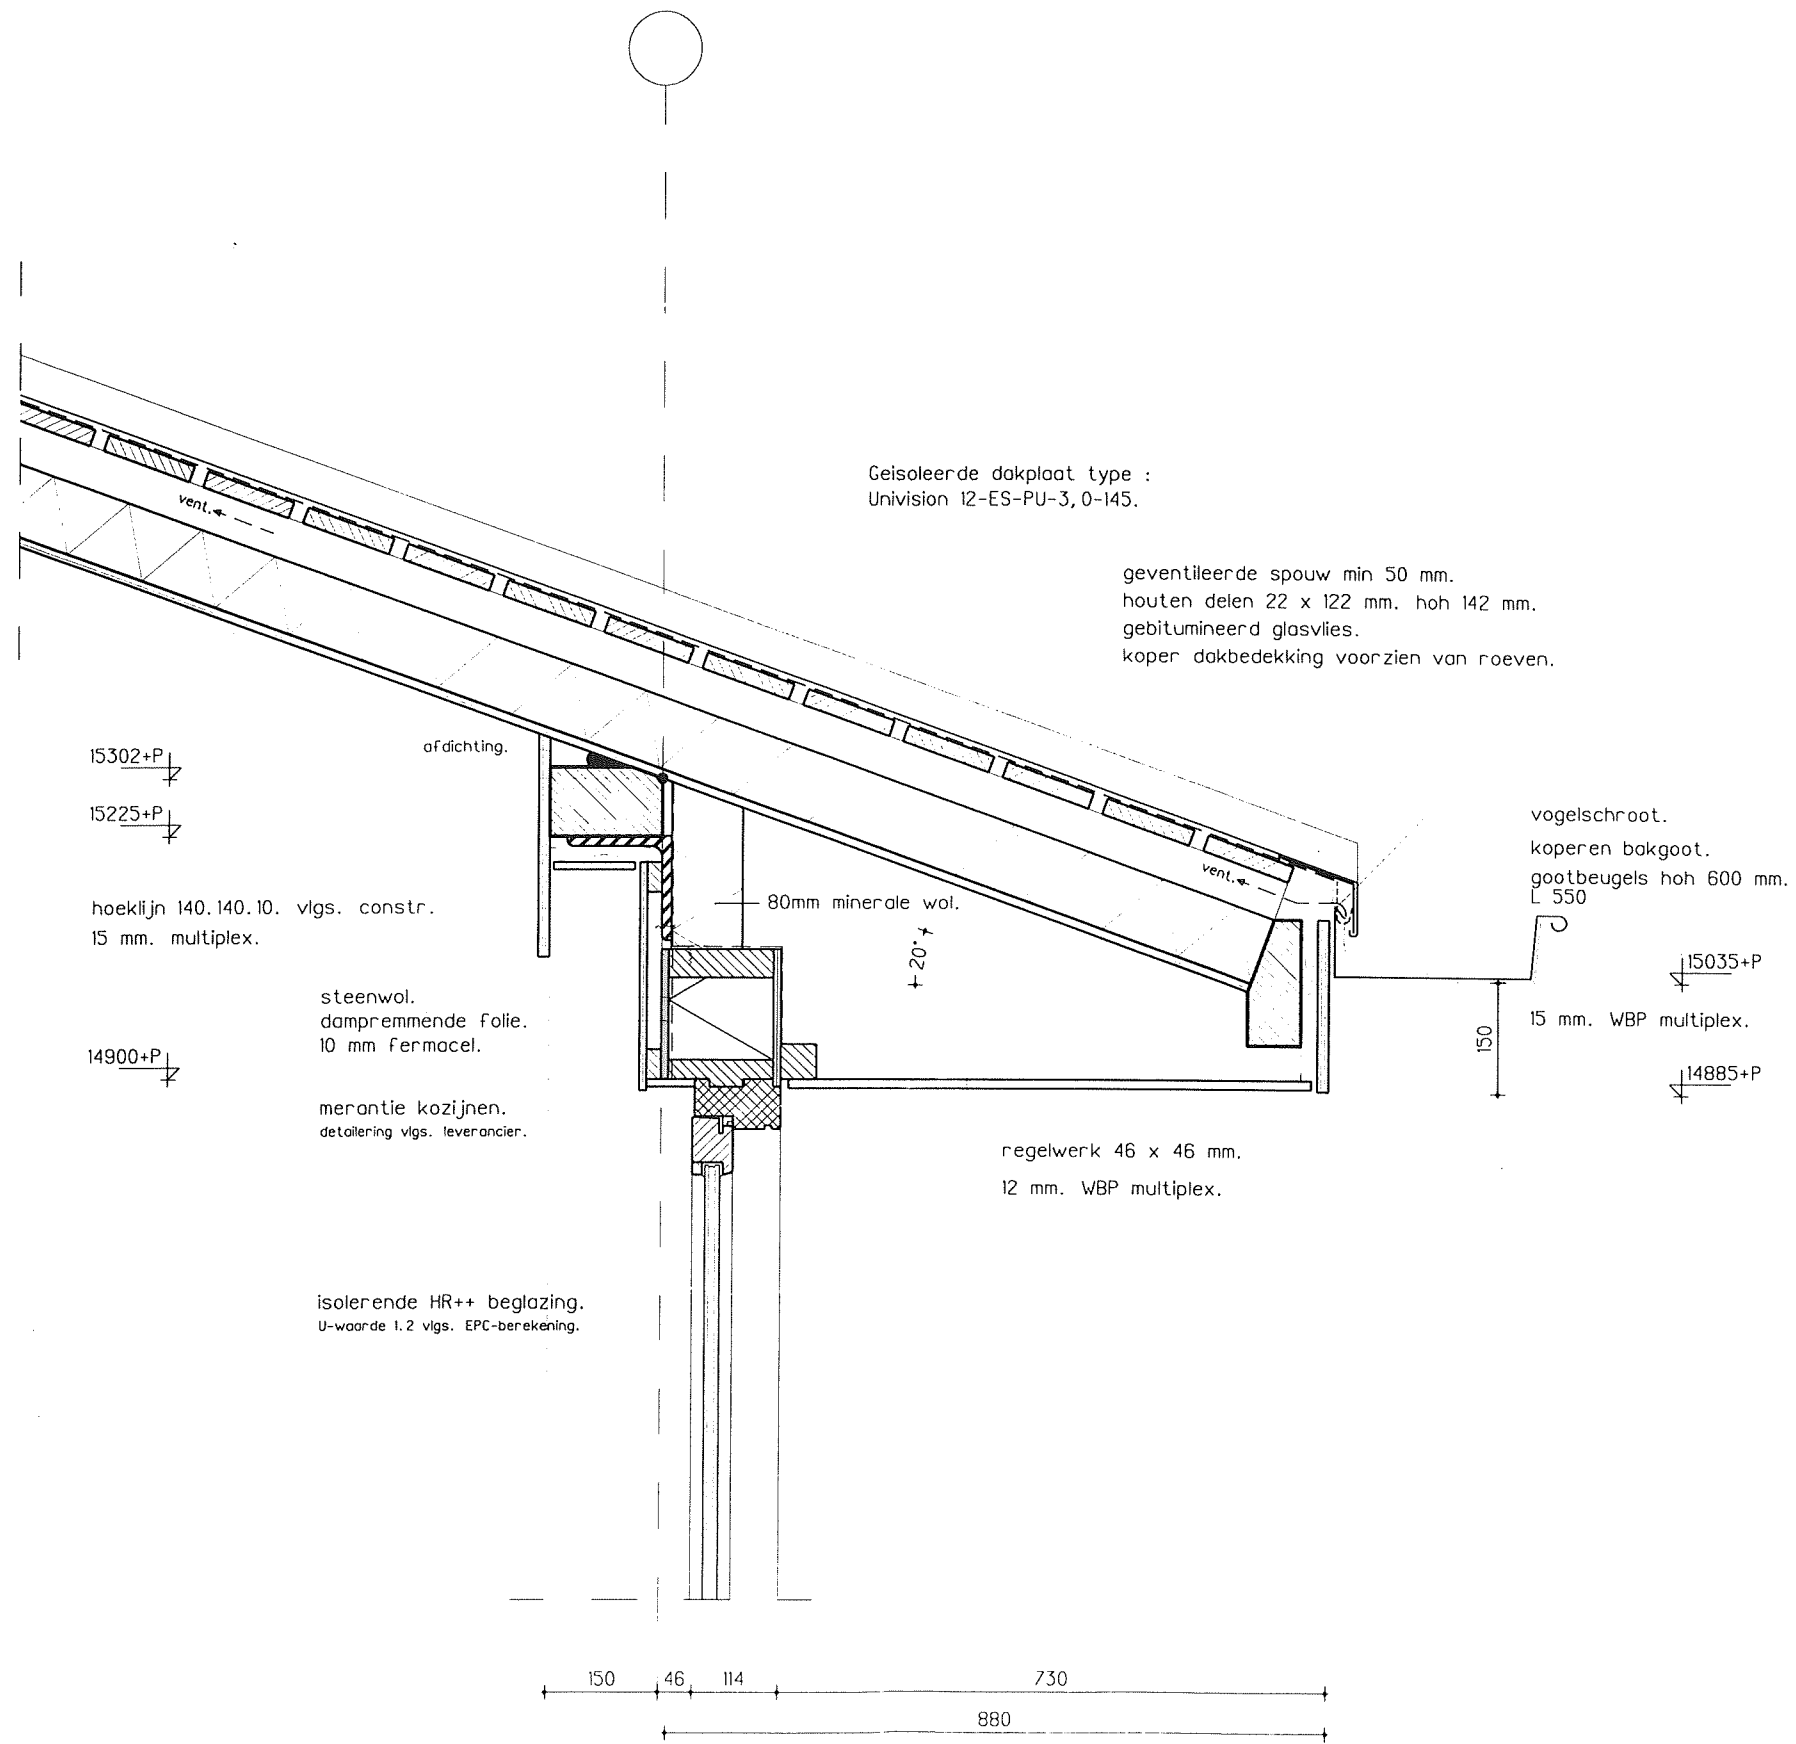 Geisoleerde dakplaat type :
Univision 12-ES-PU-3,0-145.
vent.
geventileerde spouw min 50 mm.
houten delen 22 x 122 mm. hoh 142 mm.
gebitumineerd glasvlies.
koper dakbedekking voorzien van roeven.
afdichting.
15302+P
15225+P
vogelschroot.
koperen bakgoot.
gootbeugels hoh 600 mm.
L 550
vent.
hoeklijn 140.140.10. vlgs. constr.
15 mm. multiplex.
80mm minerale wol.
20°
15035+P
steenwol.
dampremmende folie.
10 mm fermacel.
15 mm. WBP multiplex.
150
14900+P
14885+P
merantie kozijnen.
detailering vlgs. leverancier.
regelwerk 46 x 46 mm.
12 mm. WBP multiplex.
isolerende HR++ beglazing.
U-waarde 1.2 vlgs. EPC-berekening.
150 46 114 730
880